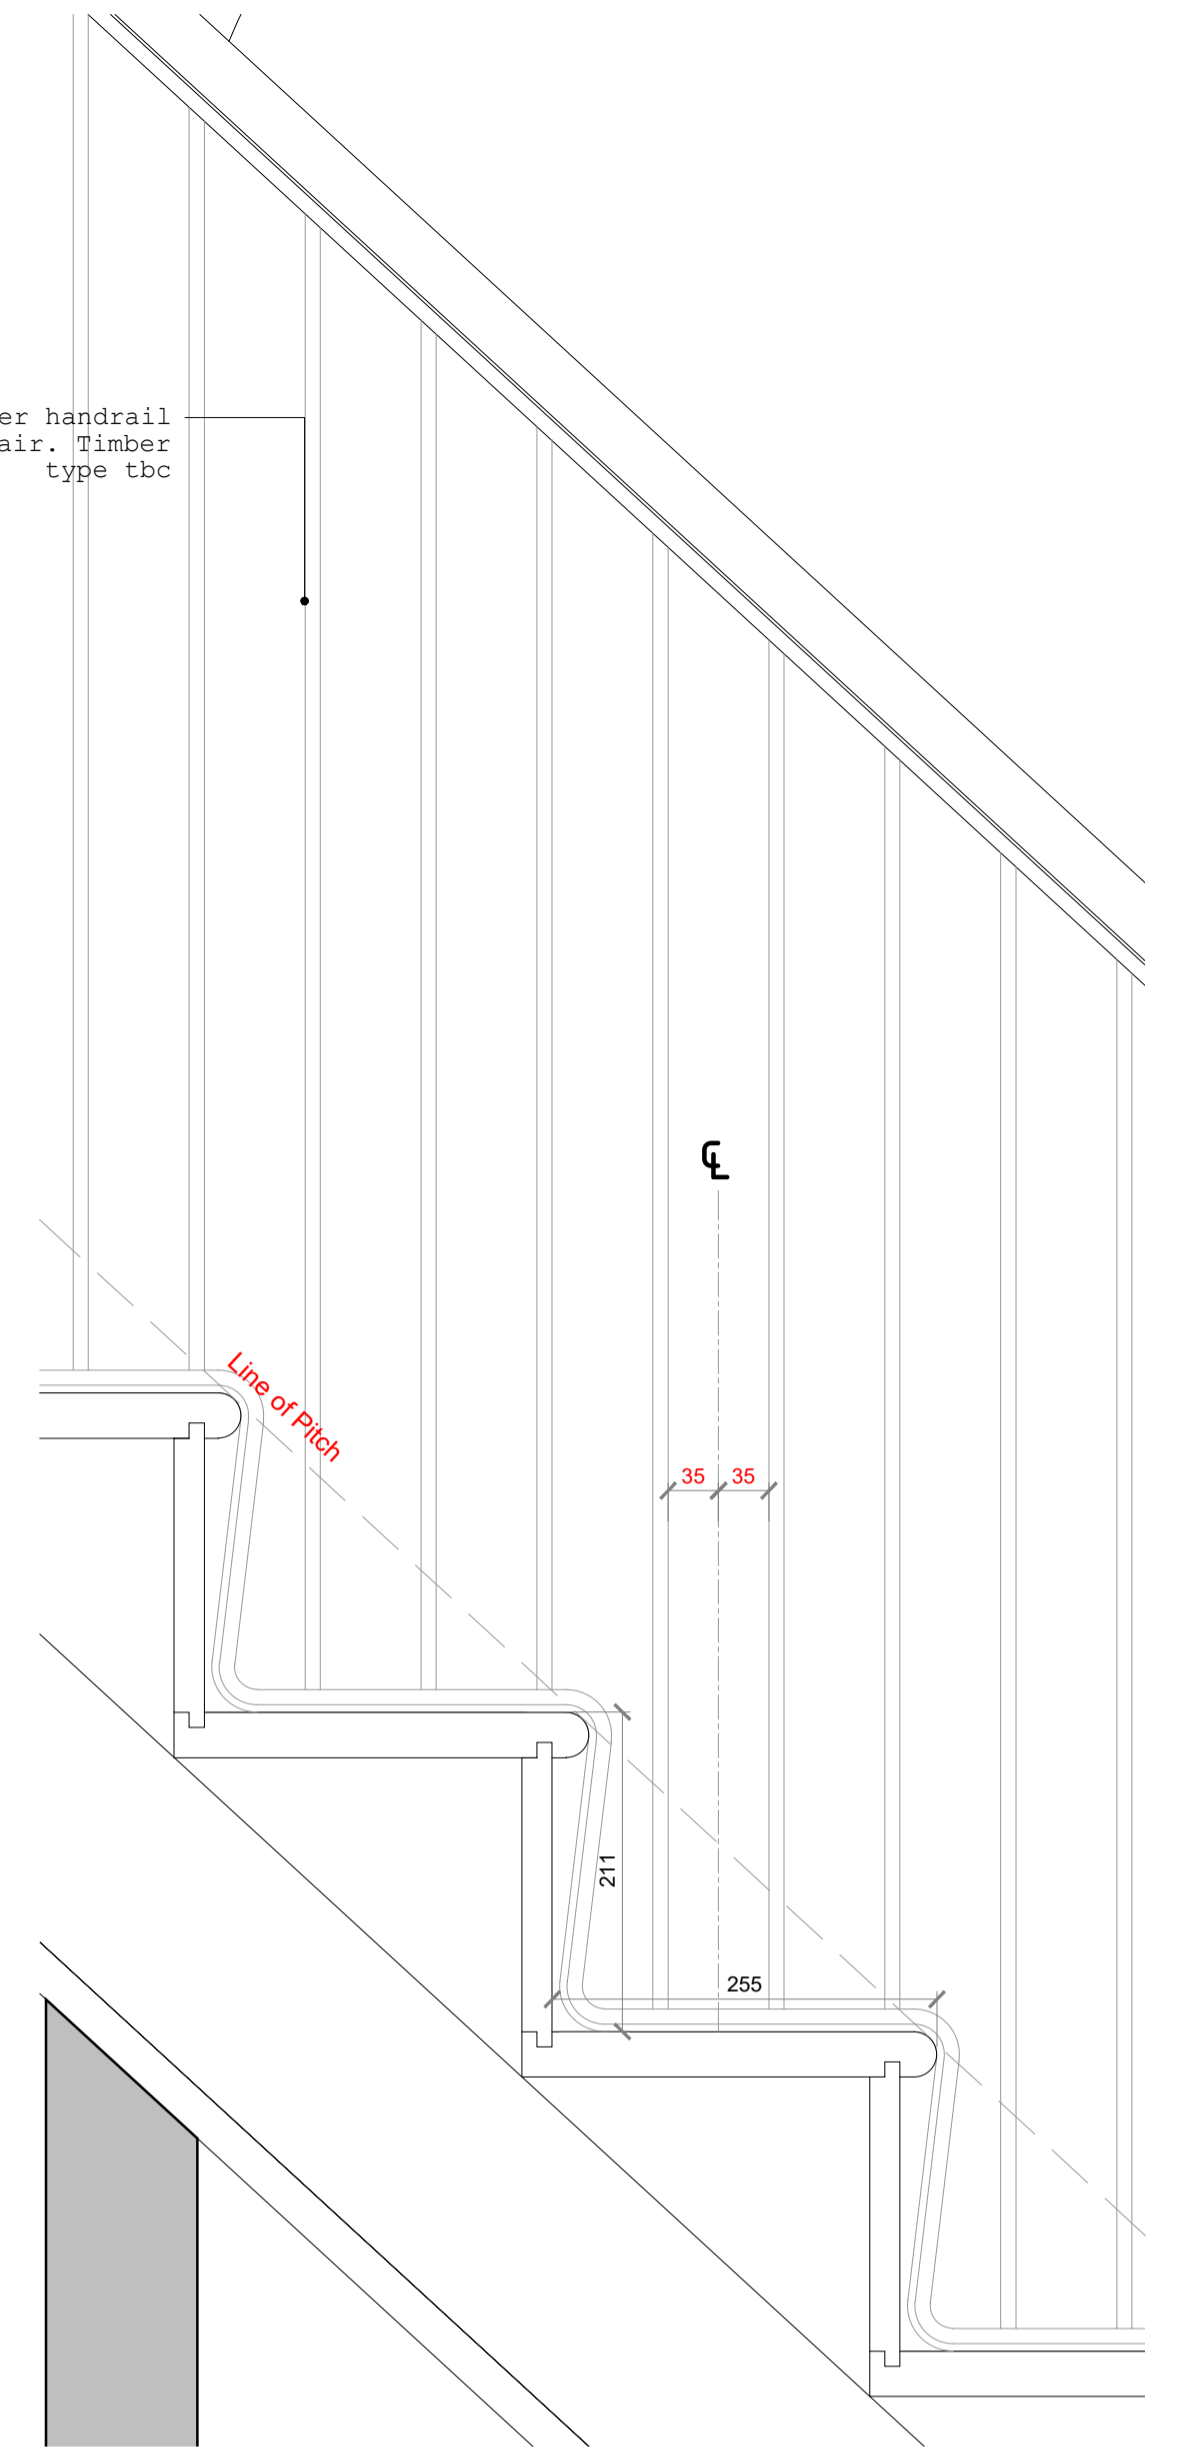 er handrail
air. Timber
type tbc
℄
Line of Pitch
35 35
211
255